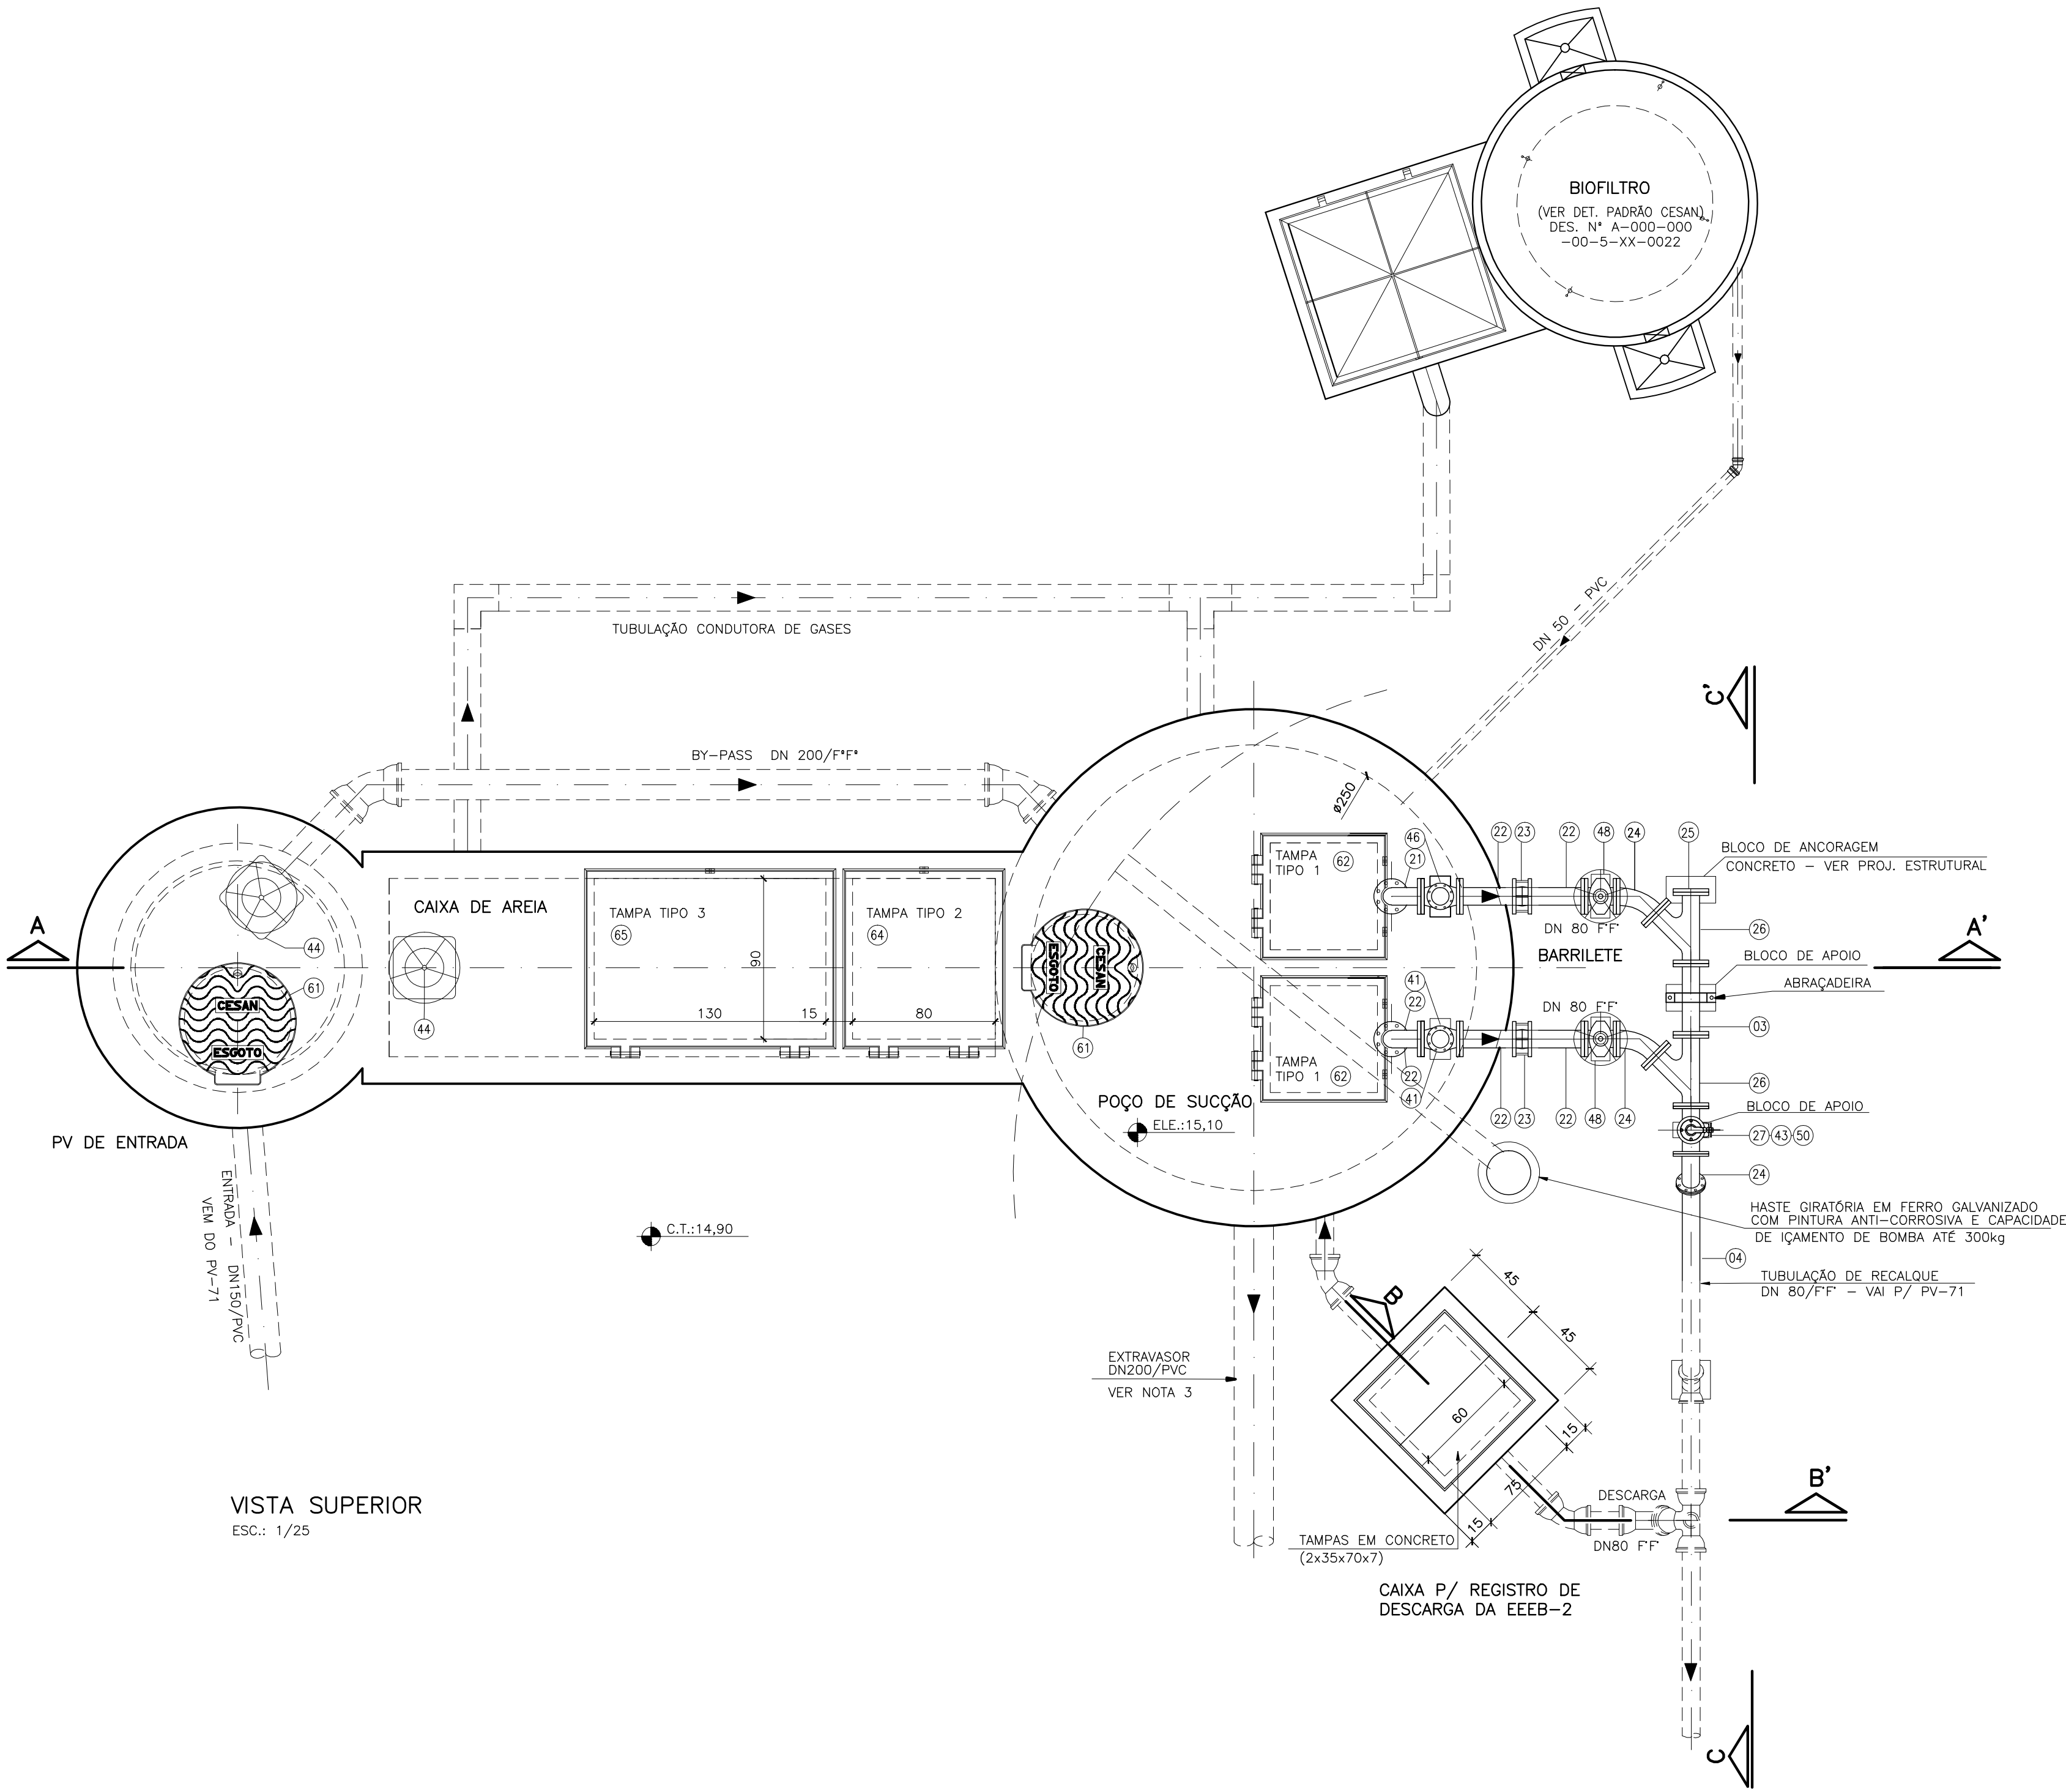 BIOFILTRO
(VER DET. PADRÃO CESAN)
DES. N° A-000-000
-00-5-XX-0022
DN 50 - PVC
TUBULAÇÃO CONDUTORA DE GASES
C'
BY-PASS DN 200/F°F°
ø250
46
21
22
23
22
48
24
25
BLOCO DE ANCORAGEM
CONCRETO - VER PROJ. ESTRUTURAL
TAMPA
TIPO 1
62
DN 80 F°F°
26
CAIXA DE AREIA
TAMPA TIPO 3
65
TAMPA TIPO 2
64
A
44
90
ESGOTO
CESAN
BARRILETE
BLOCO DE APOIO
A'
ABRAÇADEIRA
61
CESAN
ESGOTO
44
130
15
80
61
41
22
DN 80 F°F°
03
TAMPA
TIPO 1
62
22
41
22
23
22
48
24
26
POÇO DE SUCÇÃO
ELE.:15,10
BLOCO DE APOIO
27
43
50
24
PV DE ENTRADA
ENTRADA - DN150/PVC
VEM DO PV-71
C.T.:14,90
HASTE GIRATÓRIA EM FERRO GALVANIZADO
COM PINTURA ANTI-CORROSIVA E CAPACIDADE
DE IÇAMENTO DE BOMBA ATÉ 300kg
04
TUBULAÇÃO DE RECALQUE
DN 80/F°F° - VAI P/ PV-71
B
45
45
EXTRAVASOR
DN200/PVC
VER NOTA 3
60
15
75
15
DESCARGA
DN80 F°F°
B'
VISTA SUPERIOR
ESC.: 1/25
TAMPAS EM CONCRETO
(2x35x70x7)
CAIXA P/ REGISTRO DE
DESCARGA DA EEEB-2
C